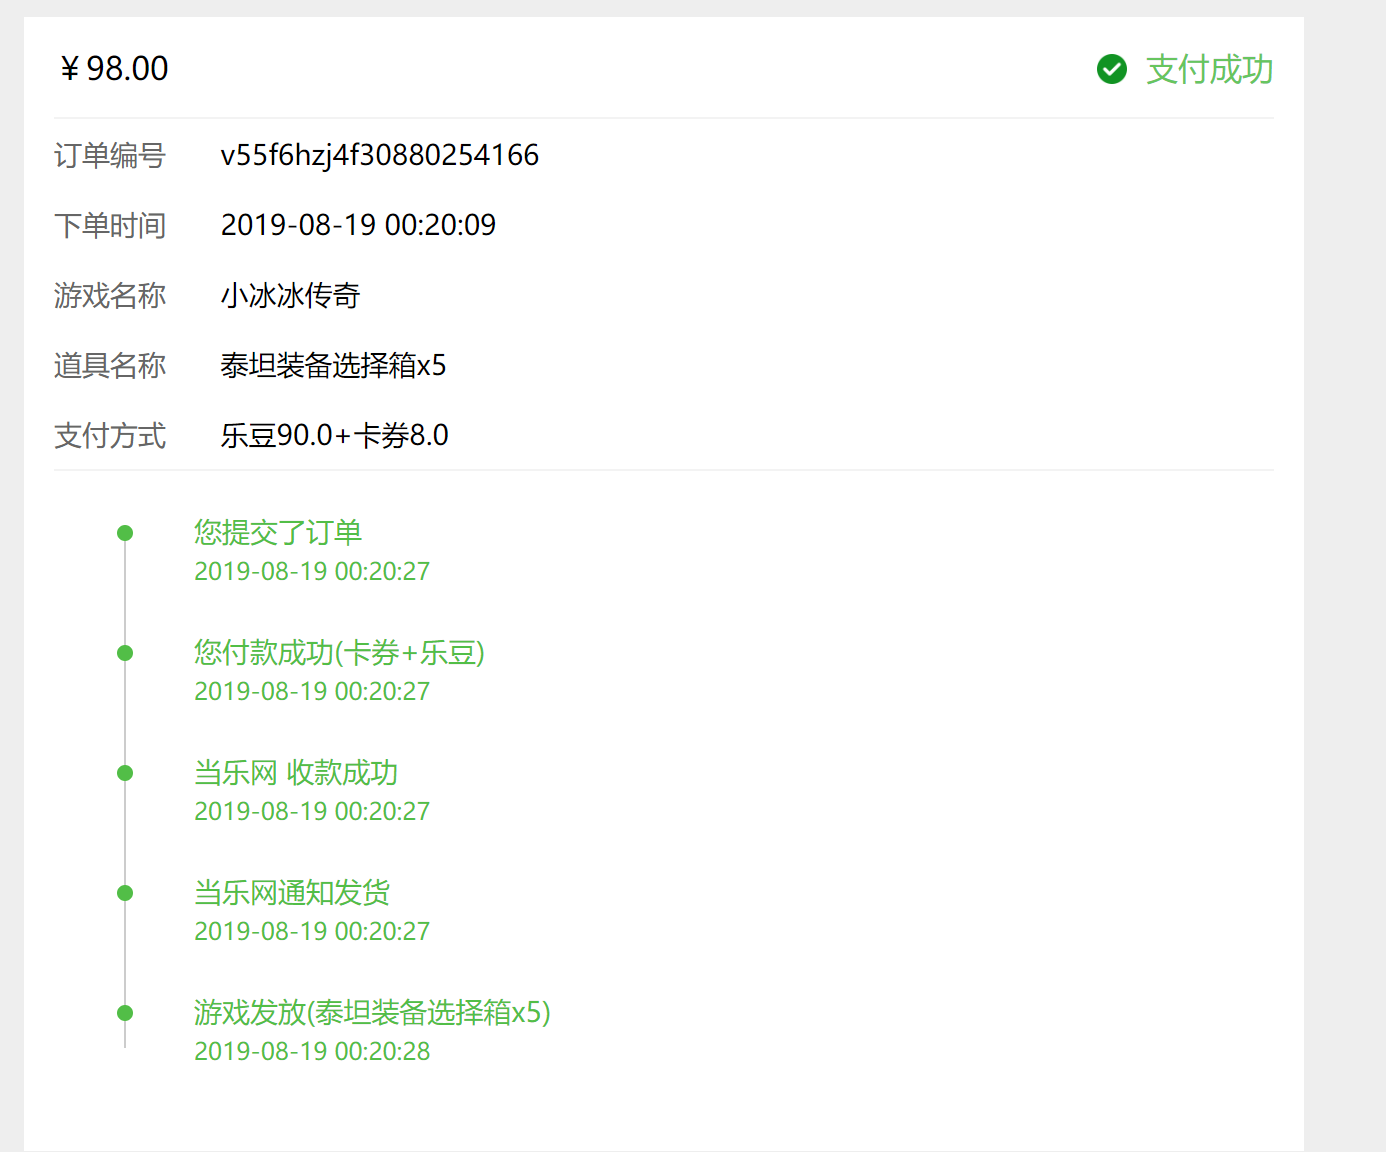 ¥ 98.00 支付成功
订单编号 v55f6hzj4f30880254166
下单时间 2019-08-19 00:20:09
游戏名称 小冰冰传奇
道具名称 泰坦装备选择箱x5
支付方式 乐豆90.0+卡券8.0
您提交了订单
2019-08-19 00:20:27
您付款成功(卡券+乐豆)
2019-08-19 00:20:27
当乐网 收款成功
2019-08-19 00:20:27
当乐网通知发货
2019-08-19 00:20:27
游戏发放(泰坦装备选择箱x5)
2019-08-19 00:20:28